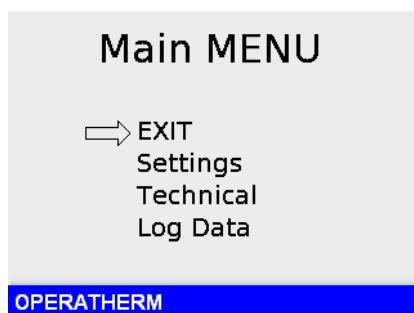 Main MENU
EXIT
Settings
Technical
Log Data
OPERATHERM